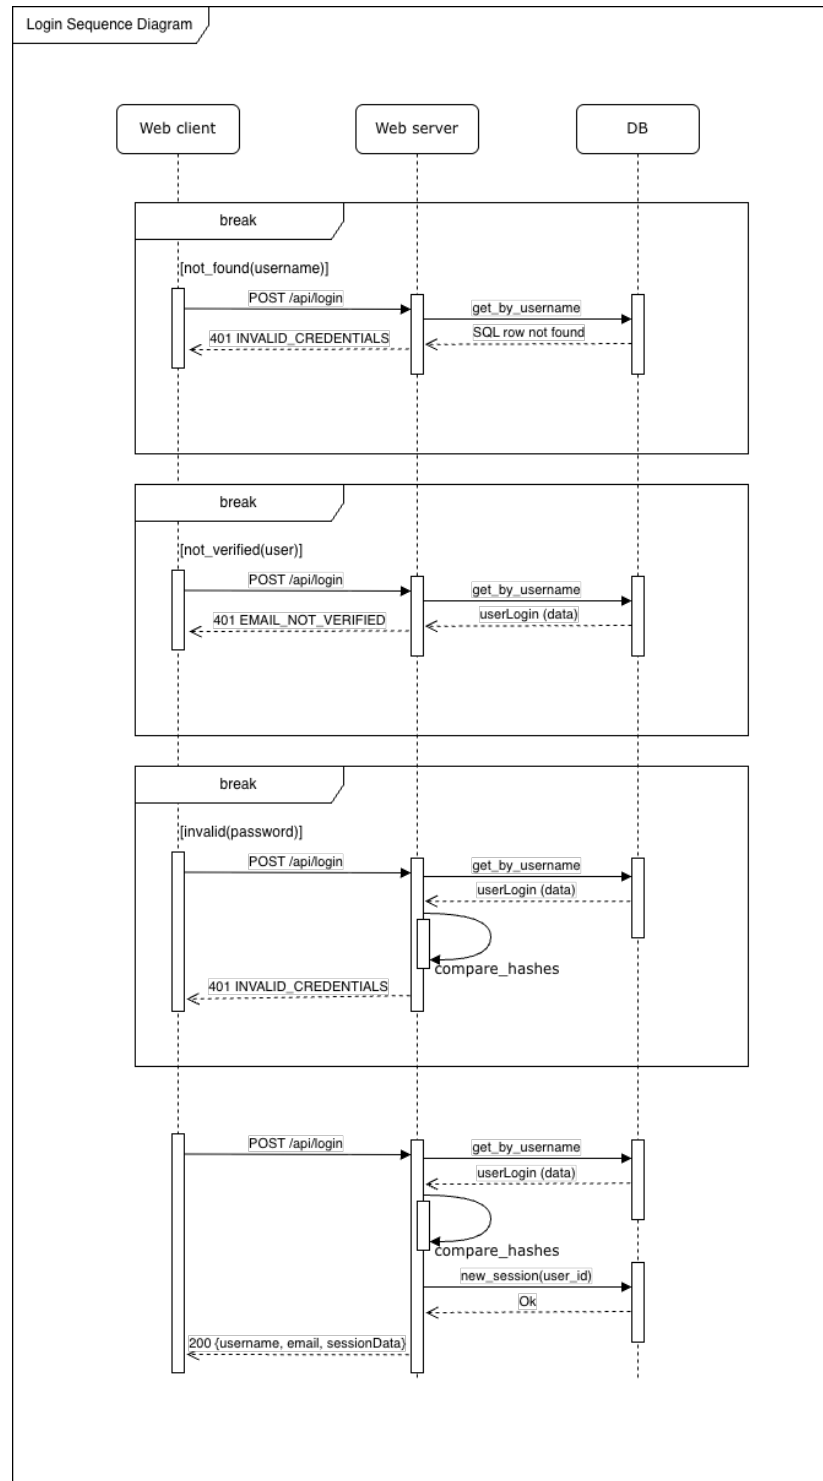 Login Sequence Diagram
Web client
Web server
DB
break
[not_found(username)]
POST /api/login
get_by_username
SQL row not found
401 INVALID_CREDENTIALS
break
[not_verified(user)]
POST /api/login
get_by_username
userLogin (data)
401 EMAIL_NOT_VERIFIED
break
[invalid(password)]
POST /api/login
get_by_username
userLogin (data)
compare_hashes
401 INVALID_CREDENTIALS
POST /api/login
get_by_username
userLogin (data)
compare_hashes
new_session(user_id)
Ok
200 {username, email, sessionData}